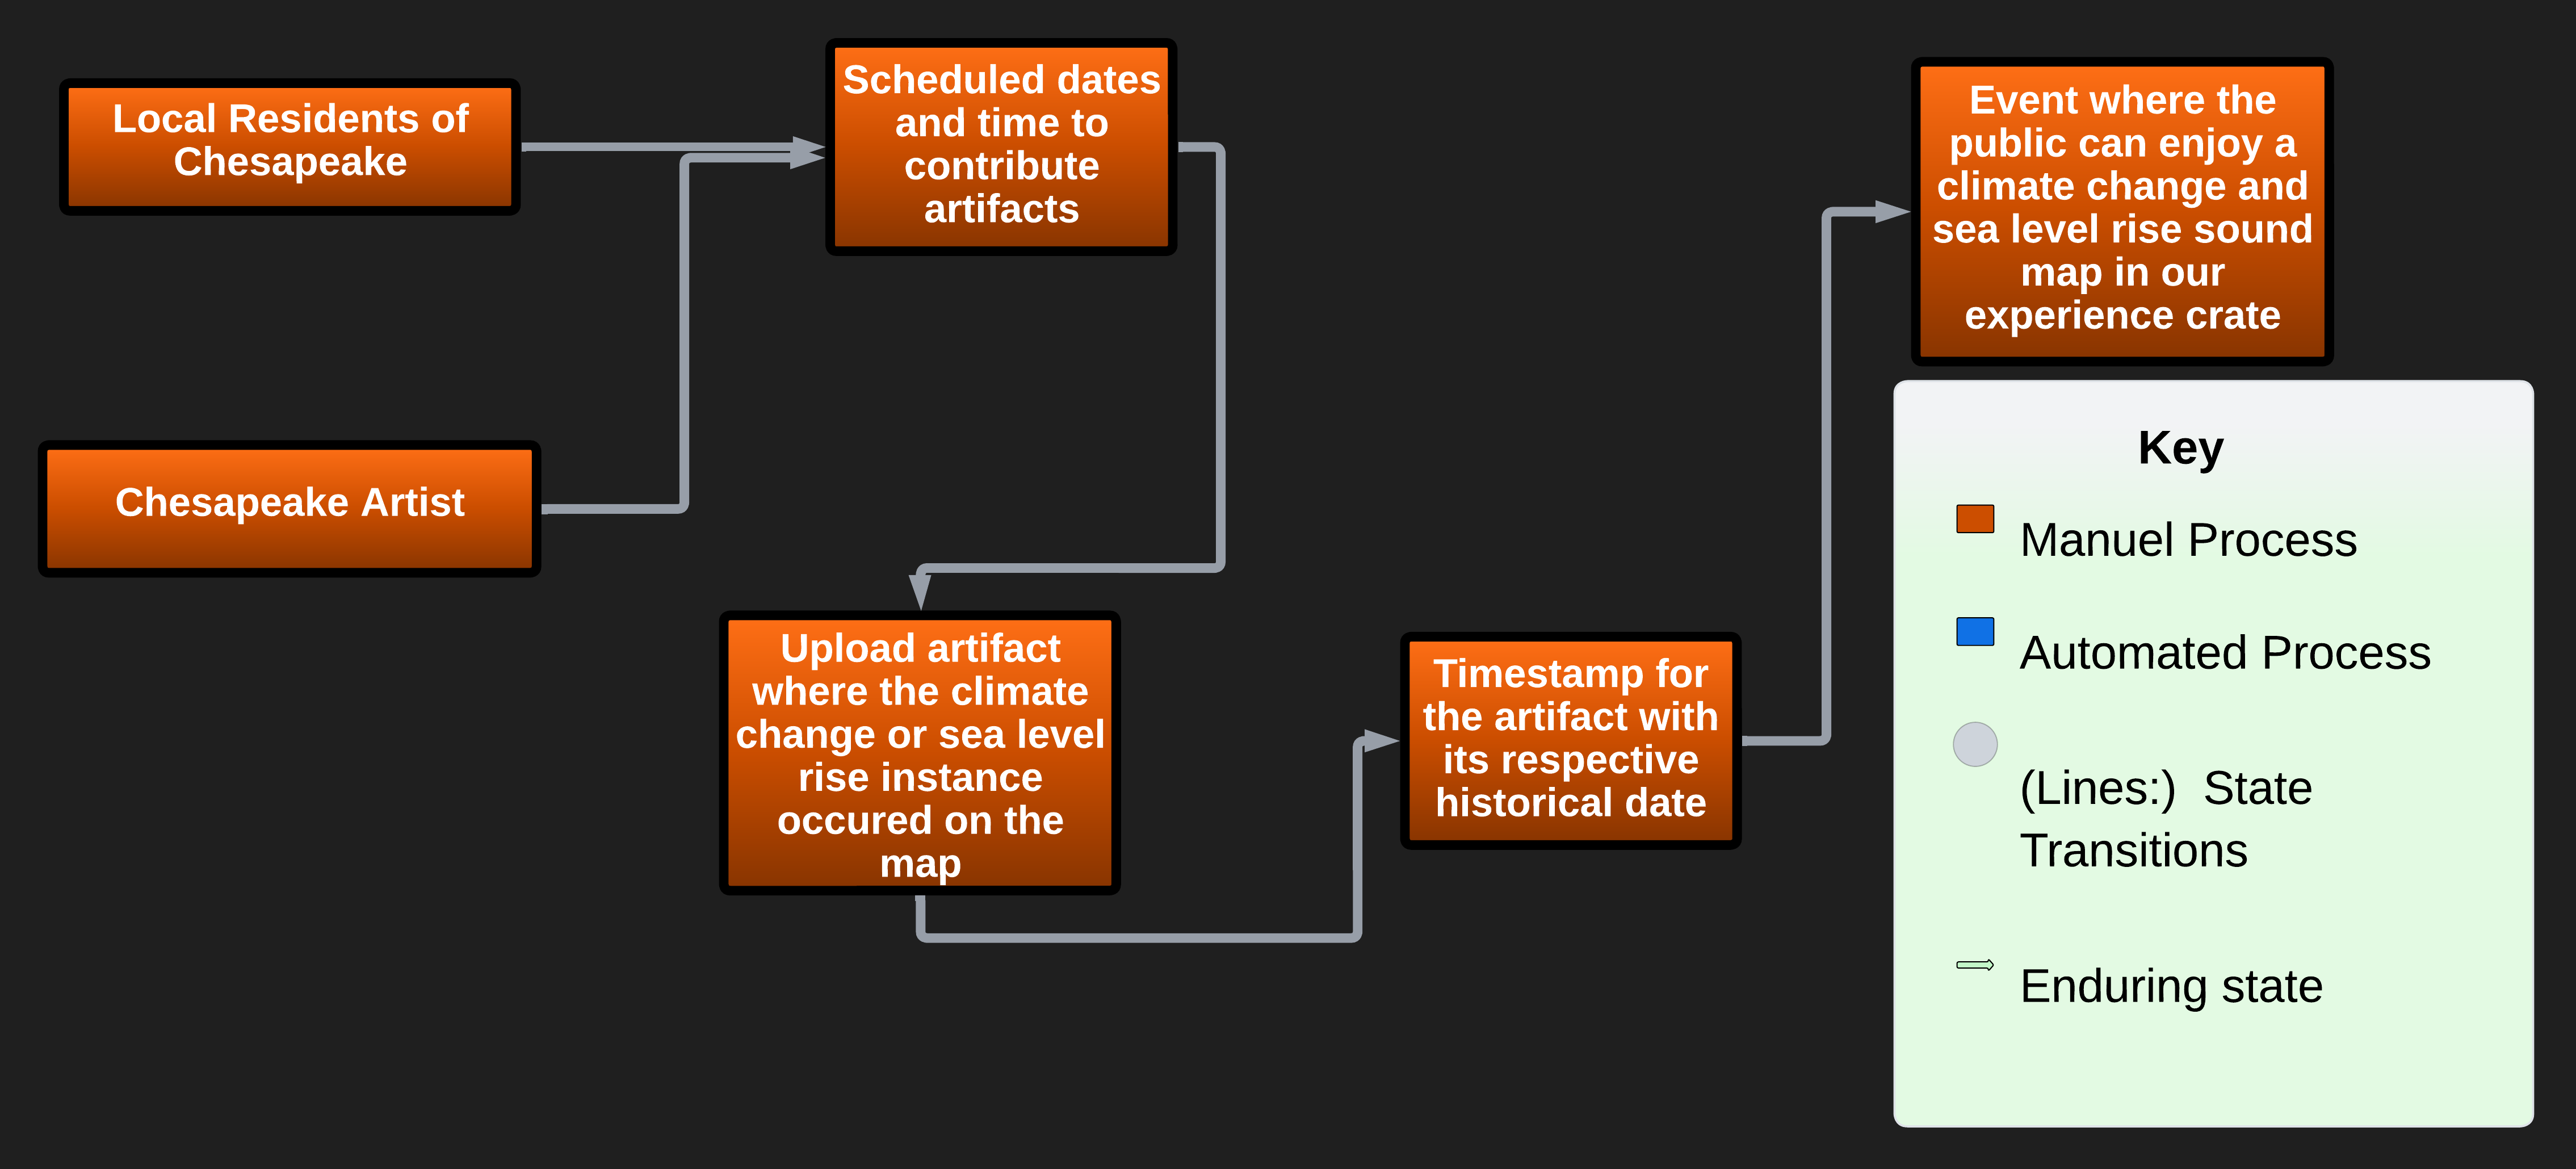 Local Residents of
Chesapeake
Scheduled dates
and time to
contribute
artifacts
Event where the
public can enjoy a
climate change and
sea level rise sound
map in our
experience crate
Chesapeake Artist
Upload artifact
where the climate
change or sea level
rise instance
occured on the
map
Timestamp for
the artifact with
its respective
historical date
Key
Manuel Process
Automated Process
(Lines:)  State
Transitions
Enduring state